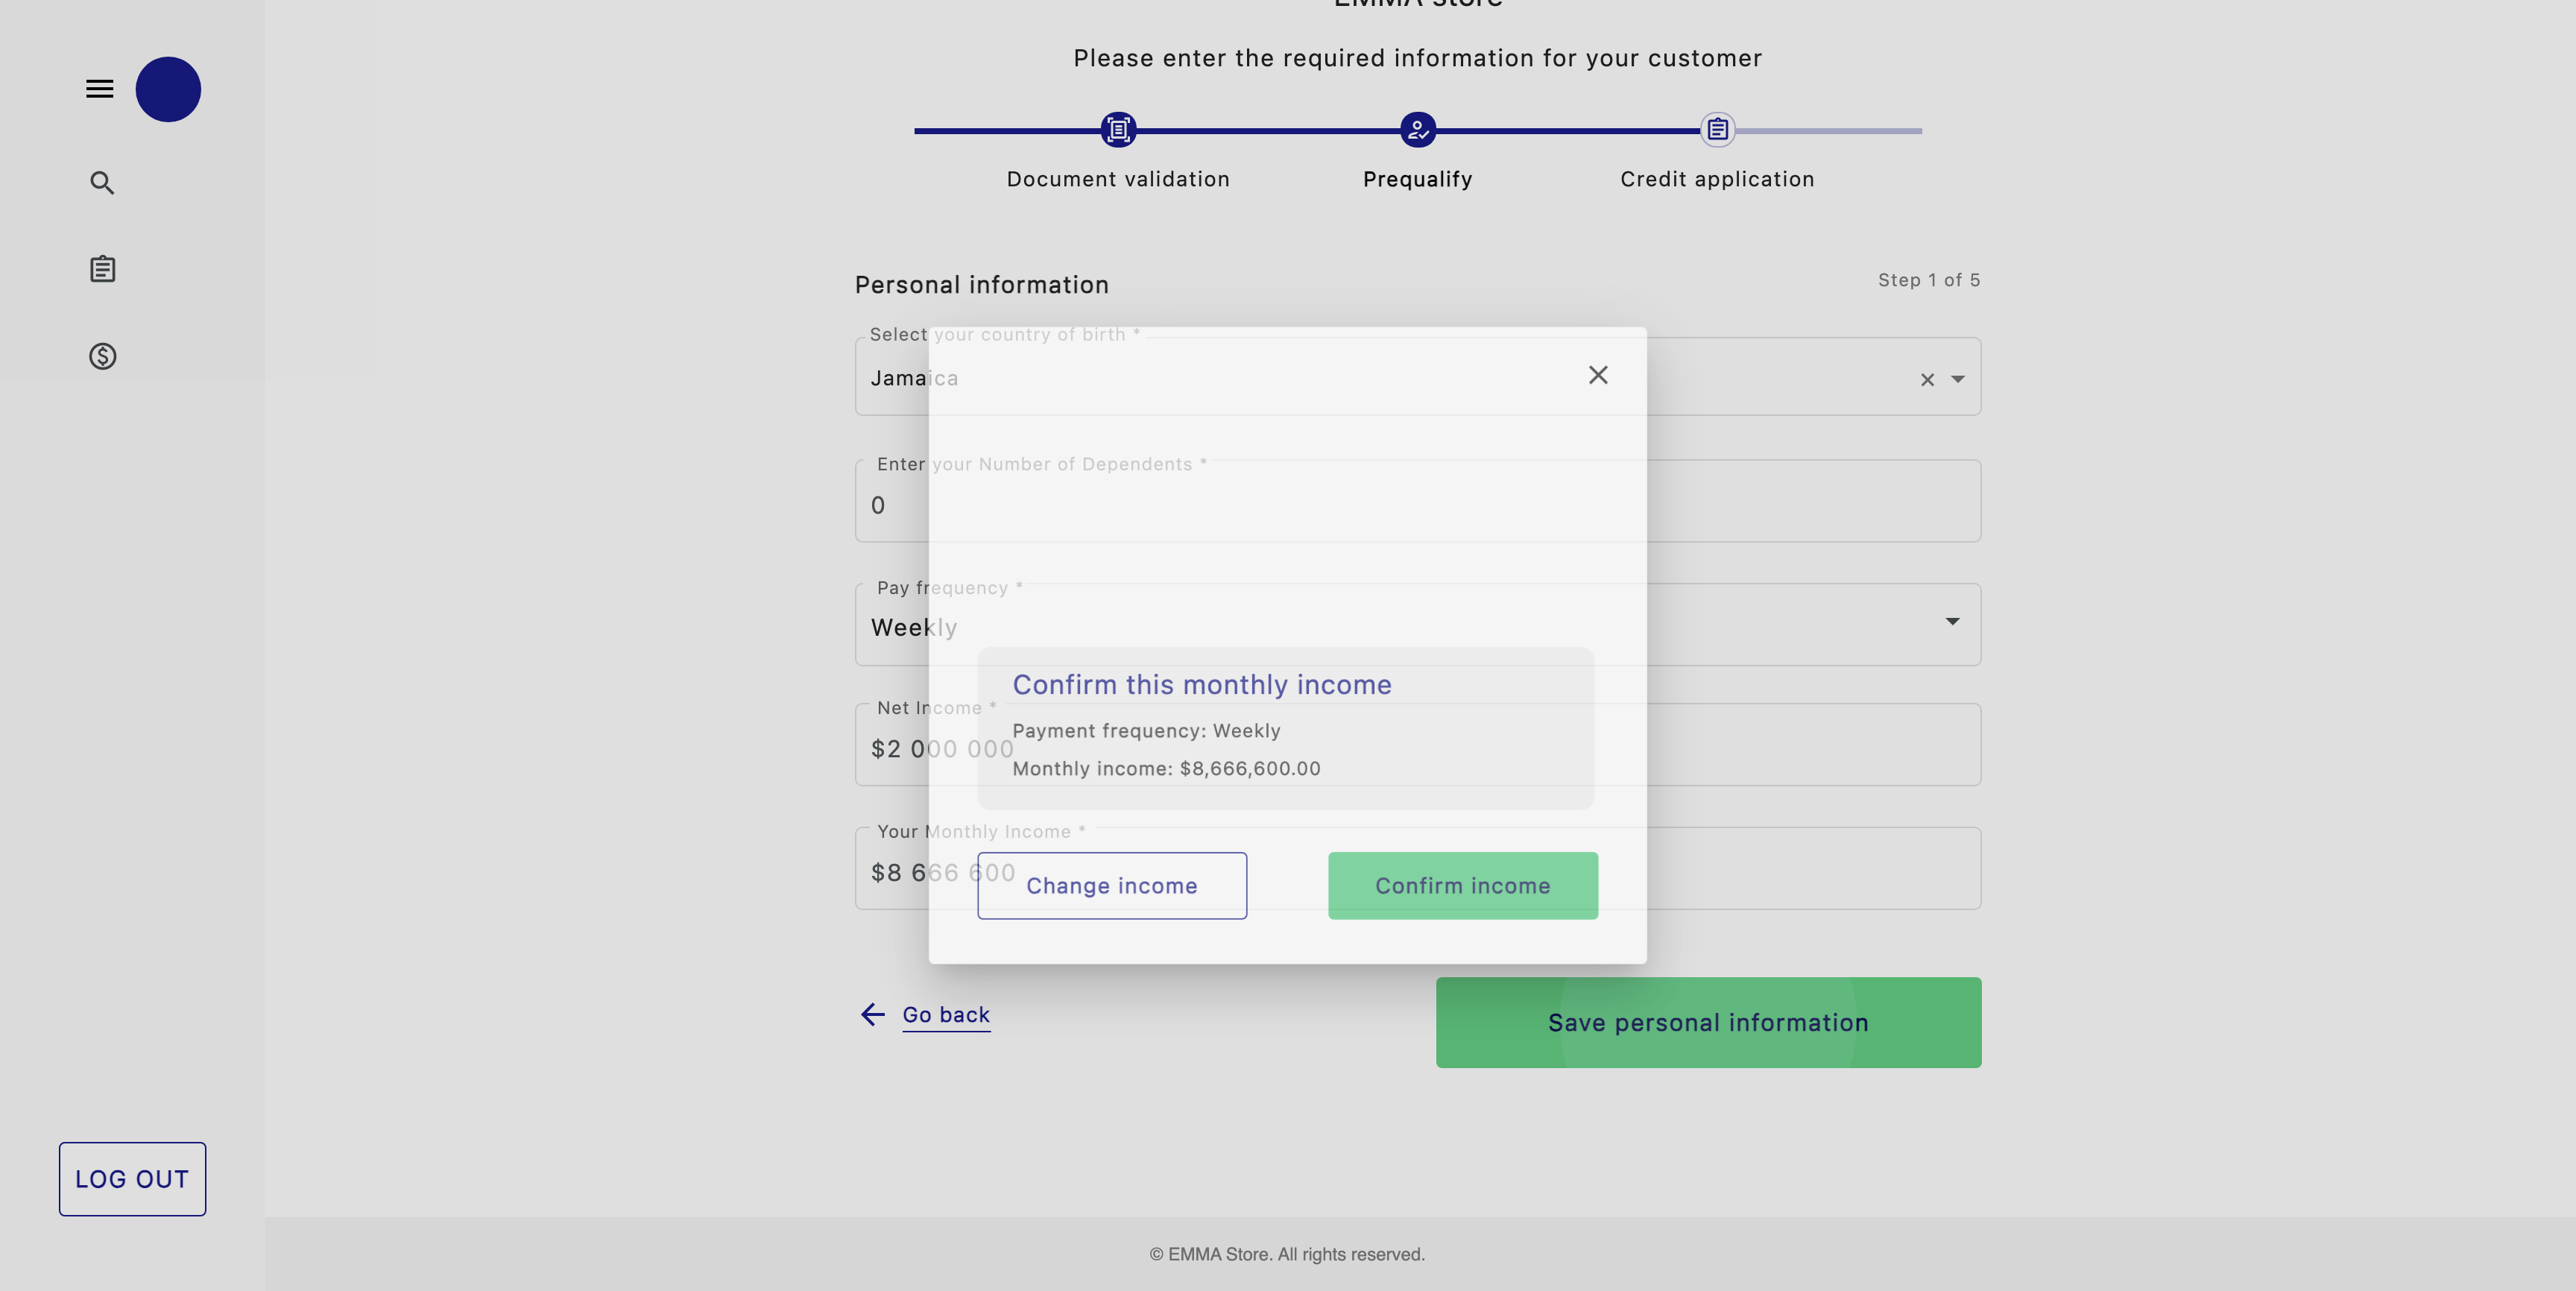 EMMA store
Please enter the required information for your customer
Document validation
Prequalify
Credit application
Personal information
Step 1 of 5
Select your country of birth *
Jamaica
Enter your Number of Dependents *
0
Pay frequency *
Weekly
Confirm this monthly income
Net Income *
Payment frequency: Weekly
$2 000 000
Monthly income: $8,666,600.00
Your Monthly Income *
$8 666 600
Change income
Confirm income
Go back
Save personal information
LOG OUT
© EMMA Store. All rights reserved.